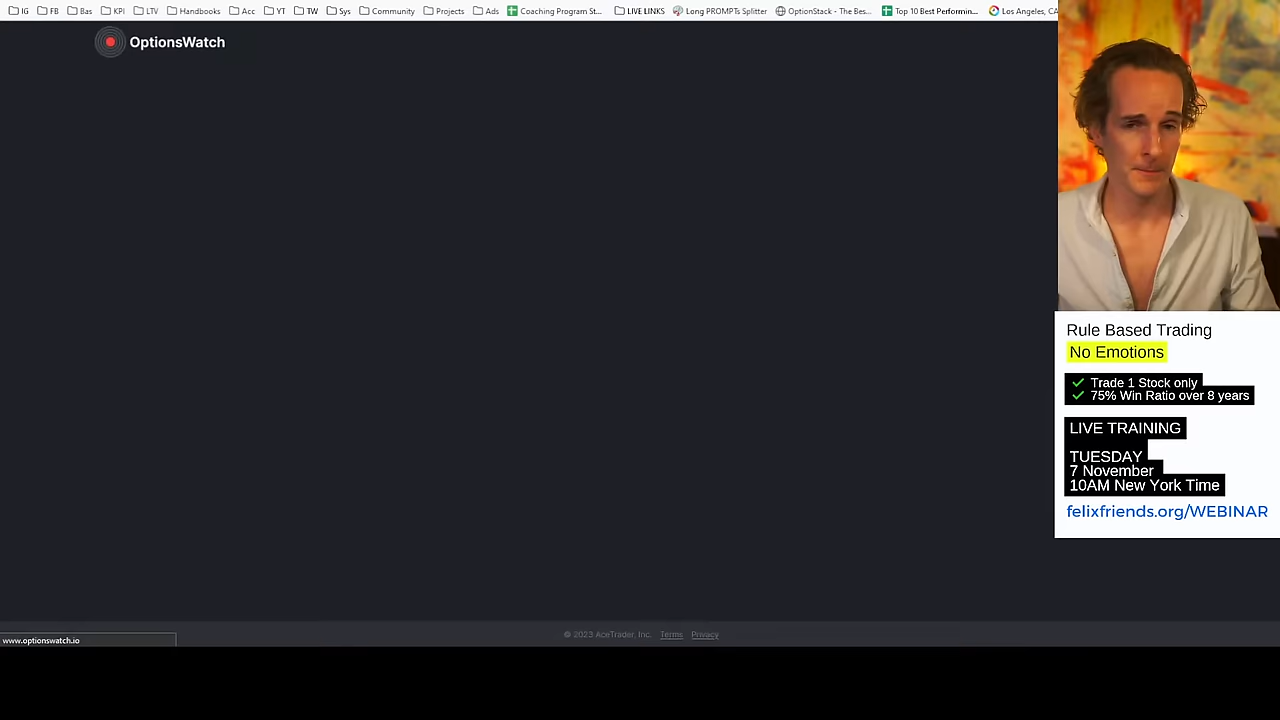 IG FB Bas KPI LTV Handbooks Acc YT TW Sys Community Projects Ads Coaching Program St... LIVE LINKS Long PROMPTs Splitter OptionStack - The Bes... Top 10 Best Performin... Los Angeles, CA
OptionsWatch
Rule Based Trading
No Emotions
Trade 1 Stock only
75% Win Ratio over 8 years
LIVE TRAINING
TUESDAY
7 November
10AM New York Time
felixfriends.org/WEBINAR
© 2023 AceTrader, Inc. Terms Privacy
www.optionswatch.io